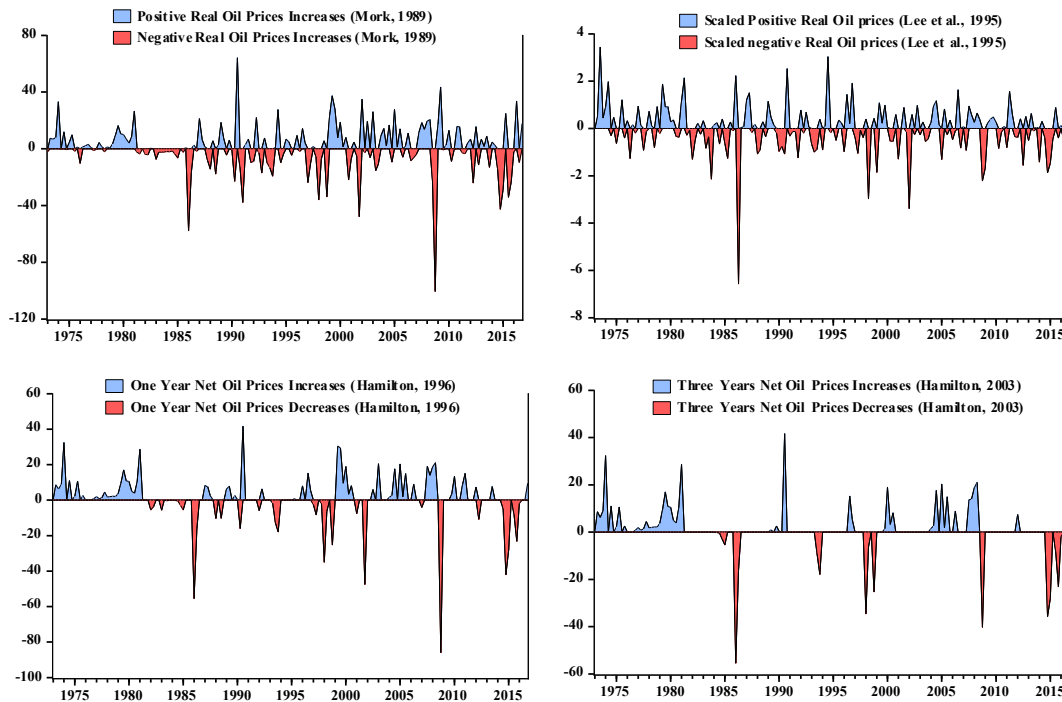 Positive Real Oil Prices Increases (Mork, 1989)
Negative Real Oil Prices Increases (Mork, 1989)
80
40
0
-40
-80
-120
1975 1980 1985 1990 1995 2000 2005 2010 2015
Scaled Positive Real Oil prices (Lee et al., 1995)
Scaled negative Real Oil prices (Lee et al., 1995)
4
2
0
-2
-4
-6
-8
1975 1980 1985 1990 1995 2000 2005 2010 2015
One Year Net Oil Prices Increases (Hamilton, 1996)
One Year Net Oil Prices Decreases (Hamilton, 1996)
60
40
20
0
-20
-40
-60
-80
-100
1975 1980 1985 1990 1995 2000 2005 2010 2015
Three Years Net Oil Prices Increases (Hamilton, 2003)
Three Years Net Oil Prices Decreases (Hamilton, 2003)
60
40
20
0
-20
-40
-60
1975 1980 1985 1990 1995 2000 2005 2010 2015